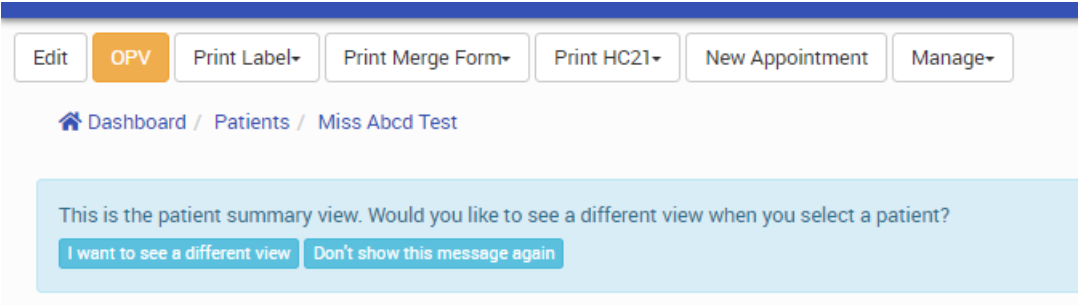 Edit OPV Print Label Print Merge Form Print HC21 New Appointment Manage
Dashboard / Patients / Miss Abcd Test
This is the patient summary view. Would you like to see a different view when you select a patient?
I want to see a different view Don't show this message again